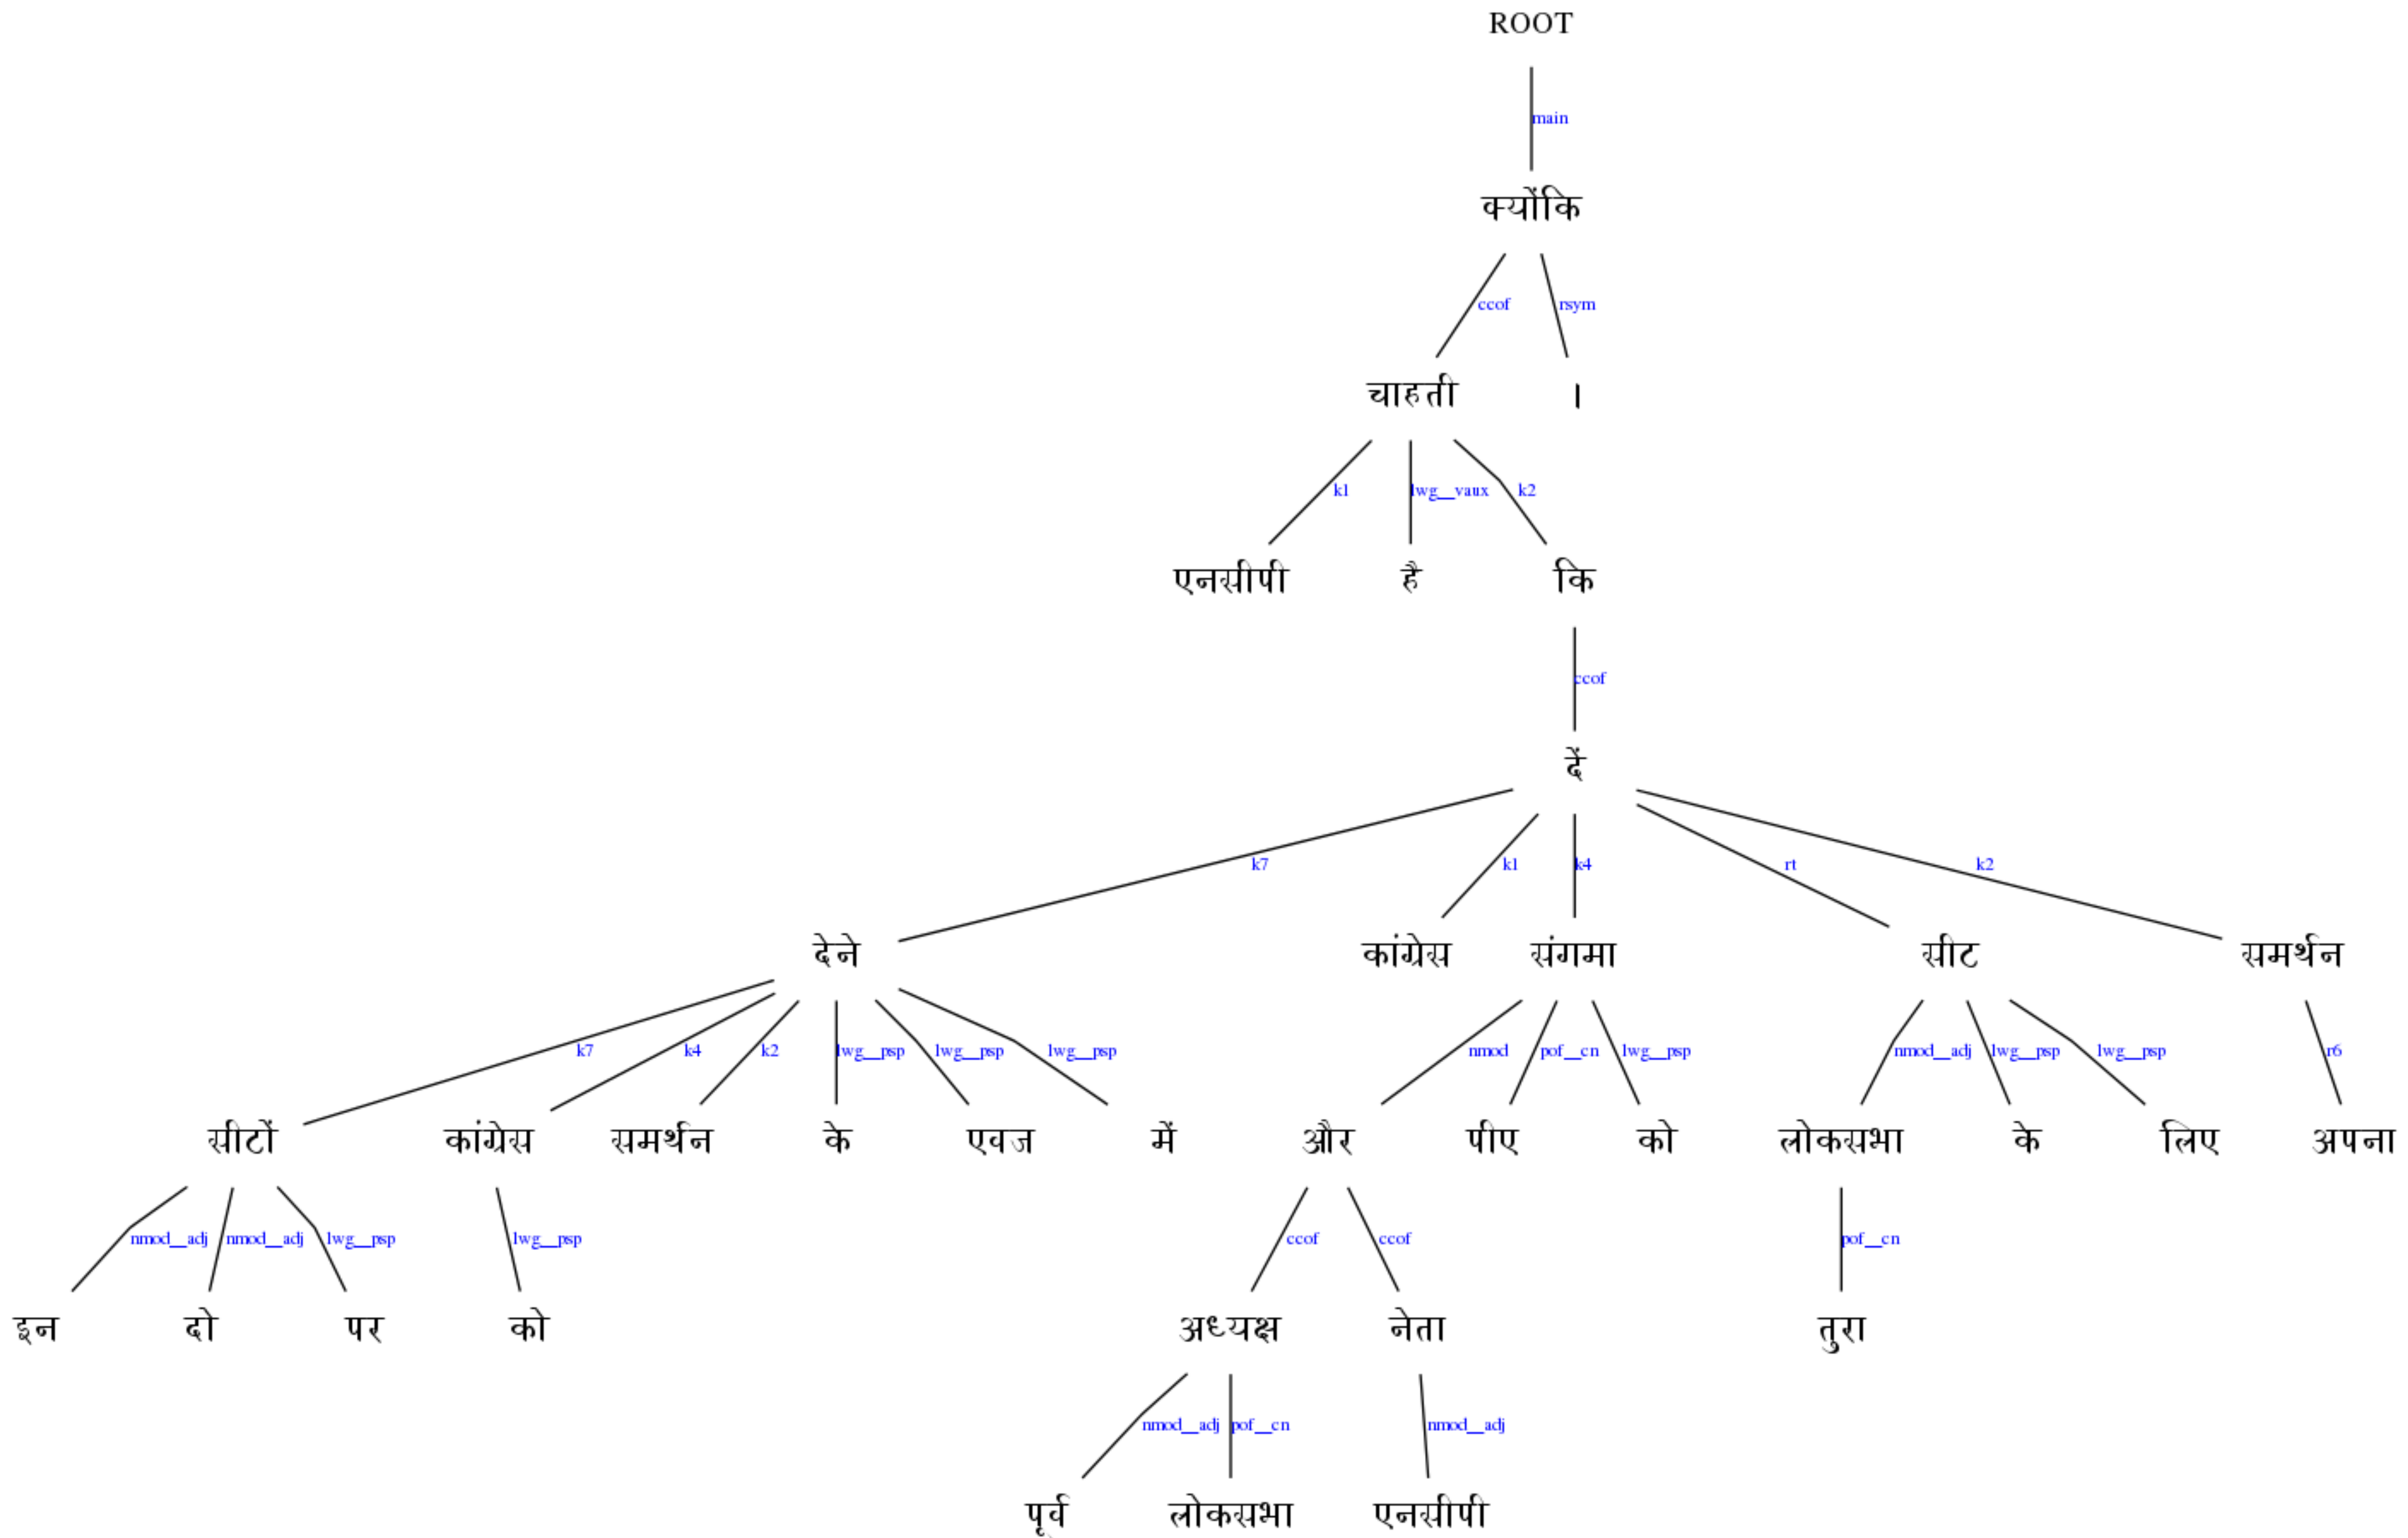 ROOT
main
क्योंकि
ccof rsym
चाहती ।
k1 lwg__vaux k2
एनसीपी है कि
ccof
दें
k7 k1 k4 rt k2
देने कांग्रेस संगमा सीट समर्थन
k7 k4 k2 lwg__psp lwg__psp lwg__psp nmod pof__cn lwg__psp nmod__adj lwg__psp lwg__psp r6
सीटों कांग्रेस समर्थन के एवज में और पीए को लोकसभा के लिए अपना
nmod__adj nmod__adj lwg__psp lwg__psp ccof ccof pof__cn
इन दो पर को अध्यक्ष नेता तुरा
nmod__adj pof__cn nmod__adj
पूर्व लोकसभा एनसीपी